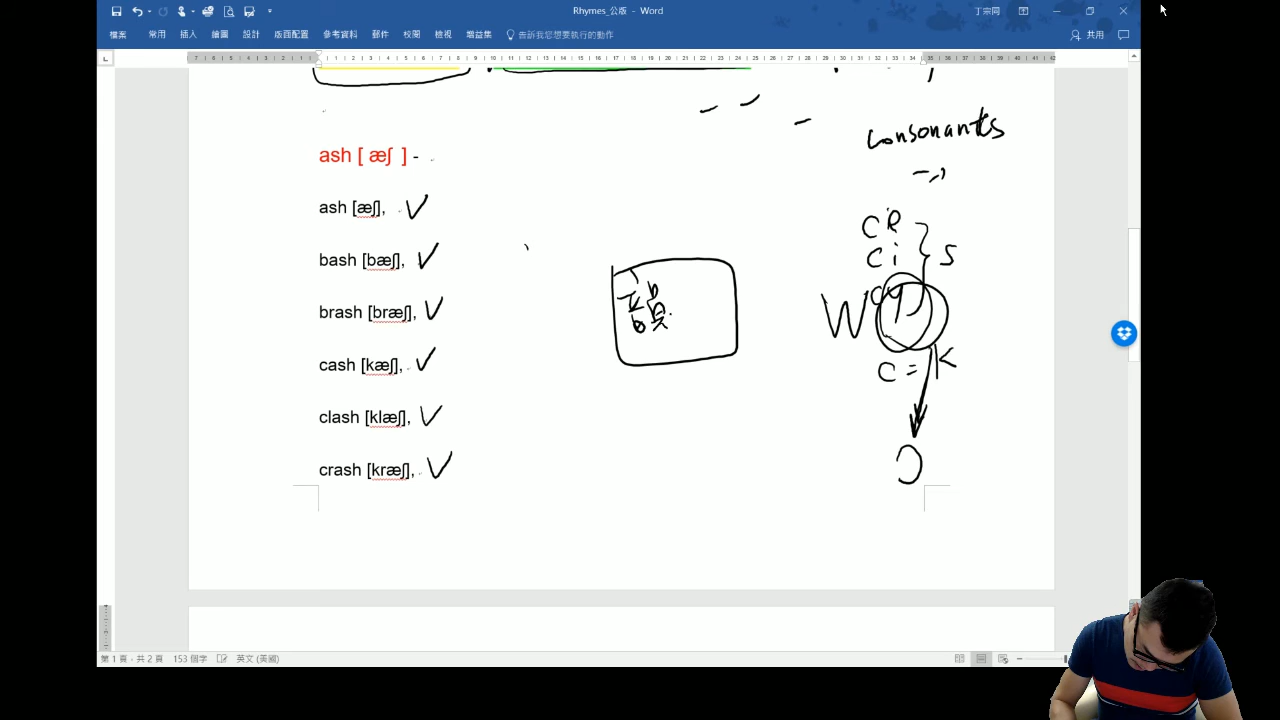 Rhymes_公版 - Word
丁宗同
檔案 常用 插入 繪圖 設計 版面配置 參考資料 郵件 校閱 檢視 增益集 告訴我您想要執行的動作 共用
consonants
ash [ æʃ ] -
ash [æʃ],
bash [bæʃ],
brash [bræʃ],
cash [kæʃ],
clash [klæʃ],
crash [kræʃ],
Ci } S
W
C = K
第 1 頁，共 2 頁 153 個字 英文 (美國)